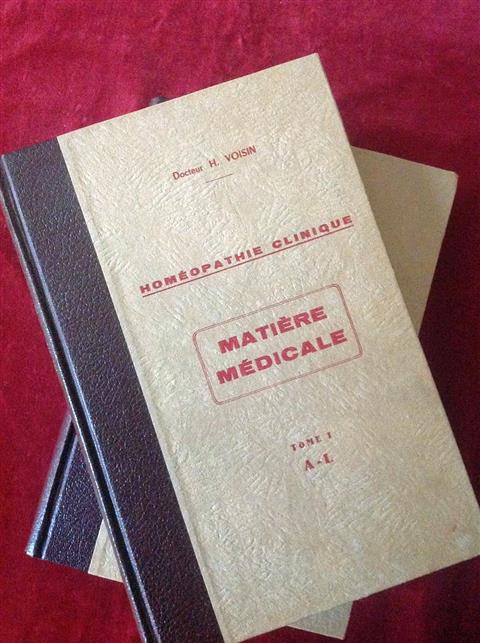 Docteur H. VOISIN
HOMÉOPATHIE CLINIQUE
MATIÈRE
MÉDICALE
TOME I
A-L